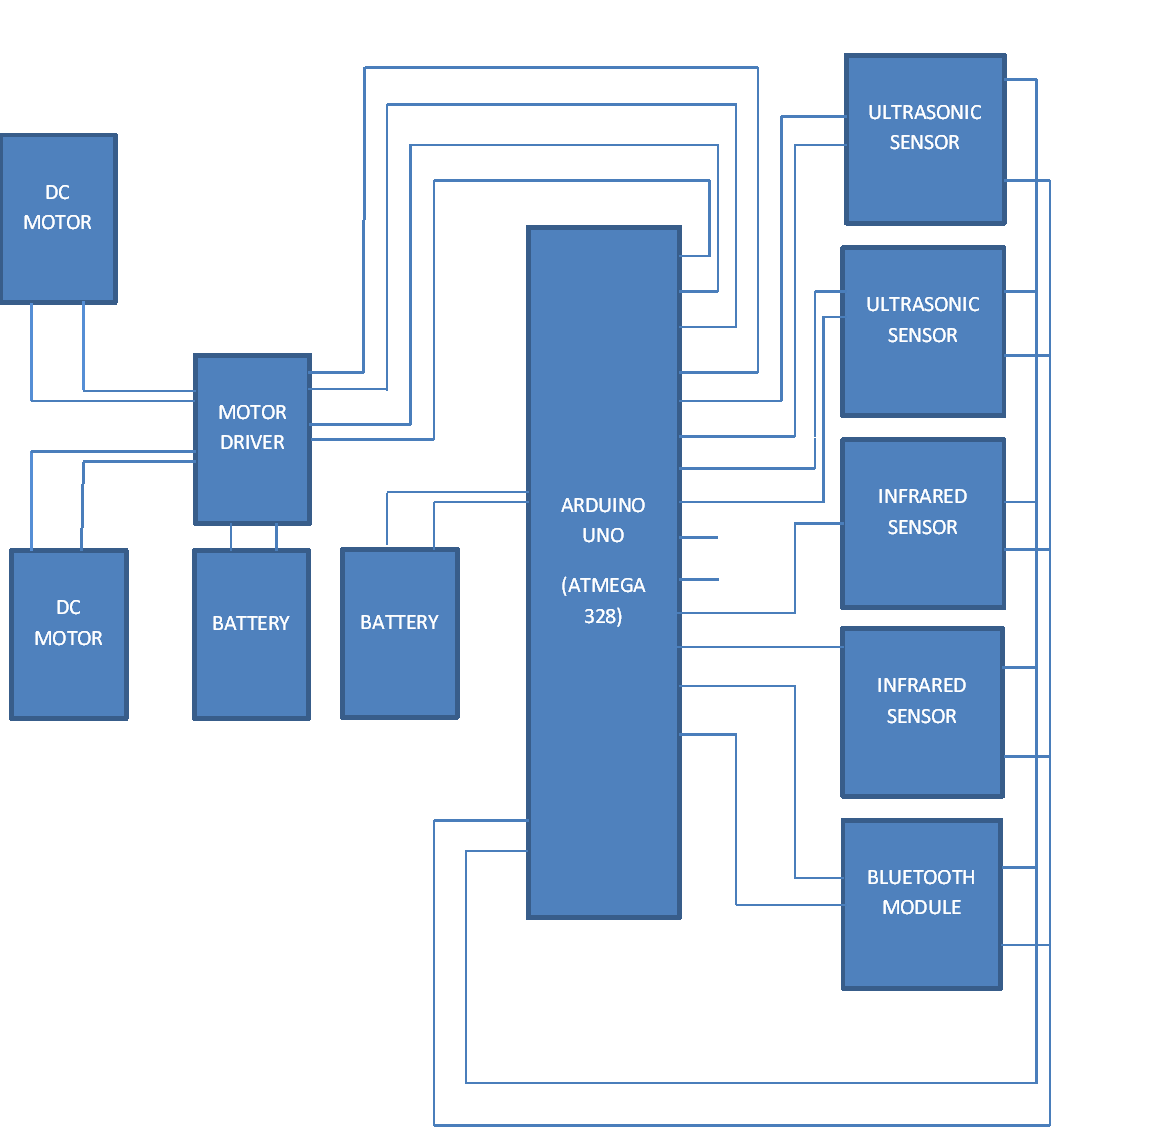 ULTRASONIC
SENSOR
DC
MOTOR
ULTRASONIC
SENSOR
MOTOR
DRIVER
ARDUINO
UNO
(ATMEGA
328)
INFRARED
SENSOR
DC
MOTOR
BATTERY
BATTERY
INFRARED
SENSOR
BLUETOOTH
MODULE